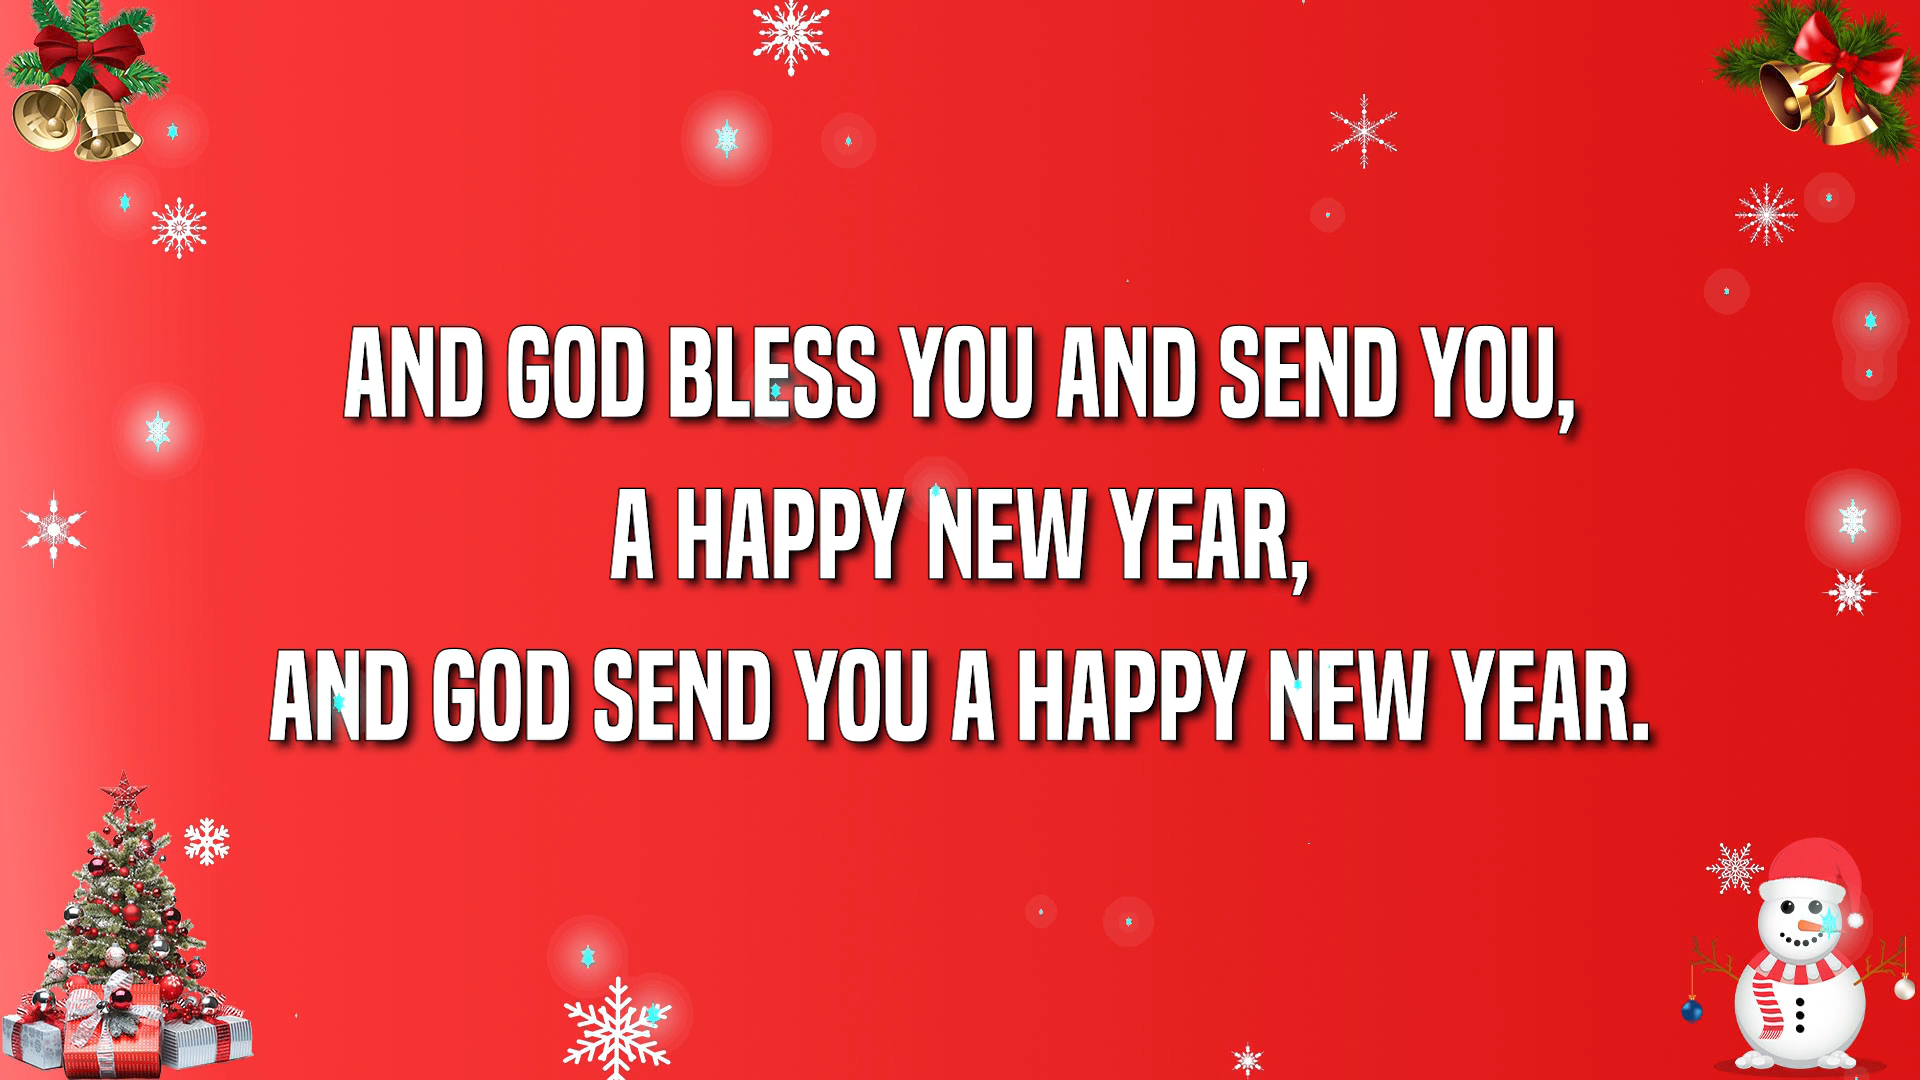 AND GOD BLESS YOU AND SEND YOU,
A HAPPY NEW YEAR,
AND GOD SEND YOU A HAPPY NEW YEAR.